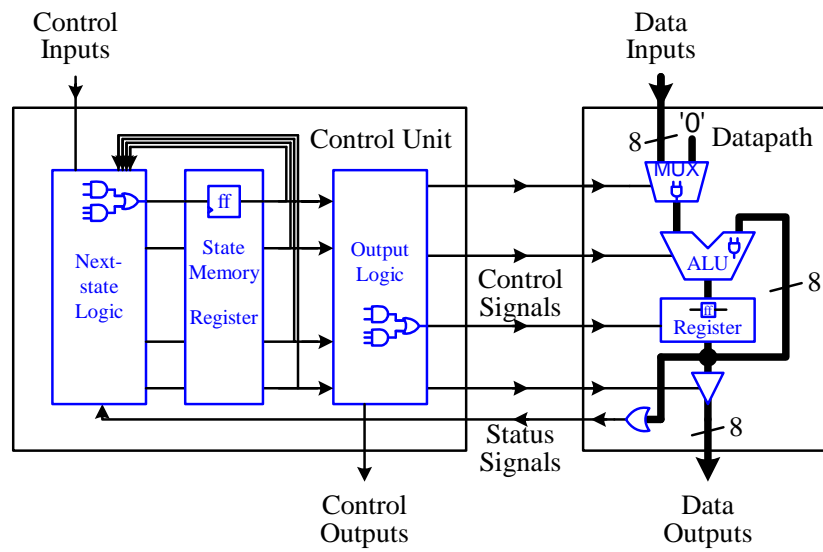 Control
Inputs
Data
Inputs
Control Unit
8
'0'
Datapath
MUX
ff
Next-
state
Logic
State
Memory
Register
Output
Logic
ALU
Control
Signals
8
ff
Register
Status
Signals
8
Control
Outputs
Data
Outputs